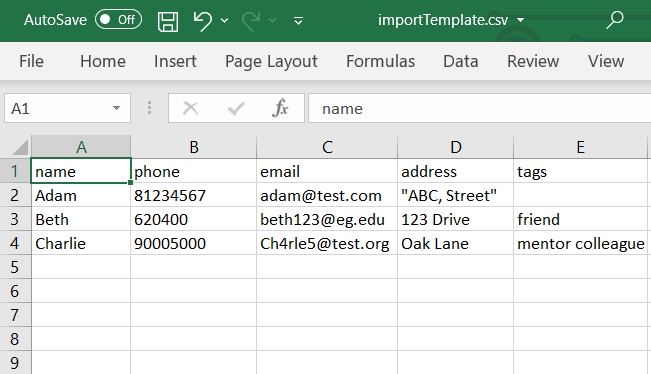 AutoSave Off importTemplate.csv
File Home Insert Page Layout Formulas Data Review View
A1 fx name
A B C D E
1 name phone email address tags
2 Adam 81234567 adam@test.com "ABC, Street"
3 Beth 620400 beth123@eg.edu 123 Drive friend
4 Charlie 90005000 Ch4rle5@test.org Oak Lane mentor colleague
5
6
7
8
9